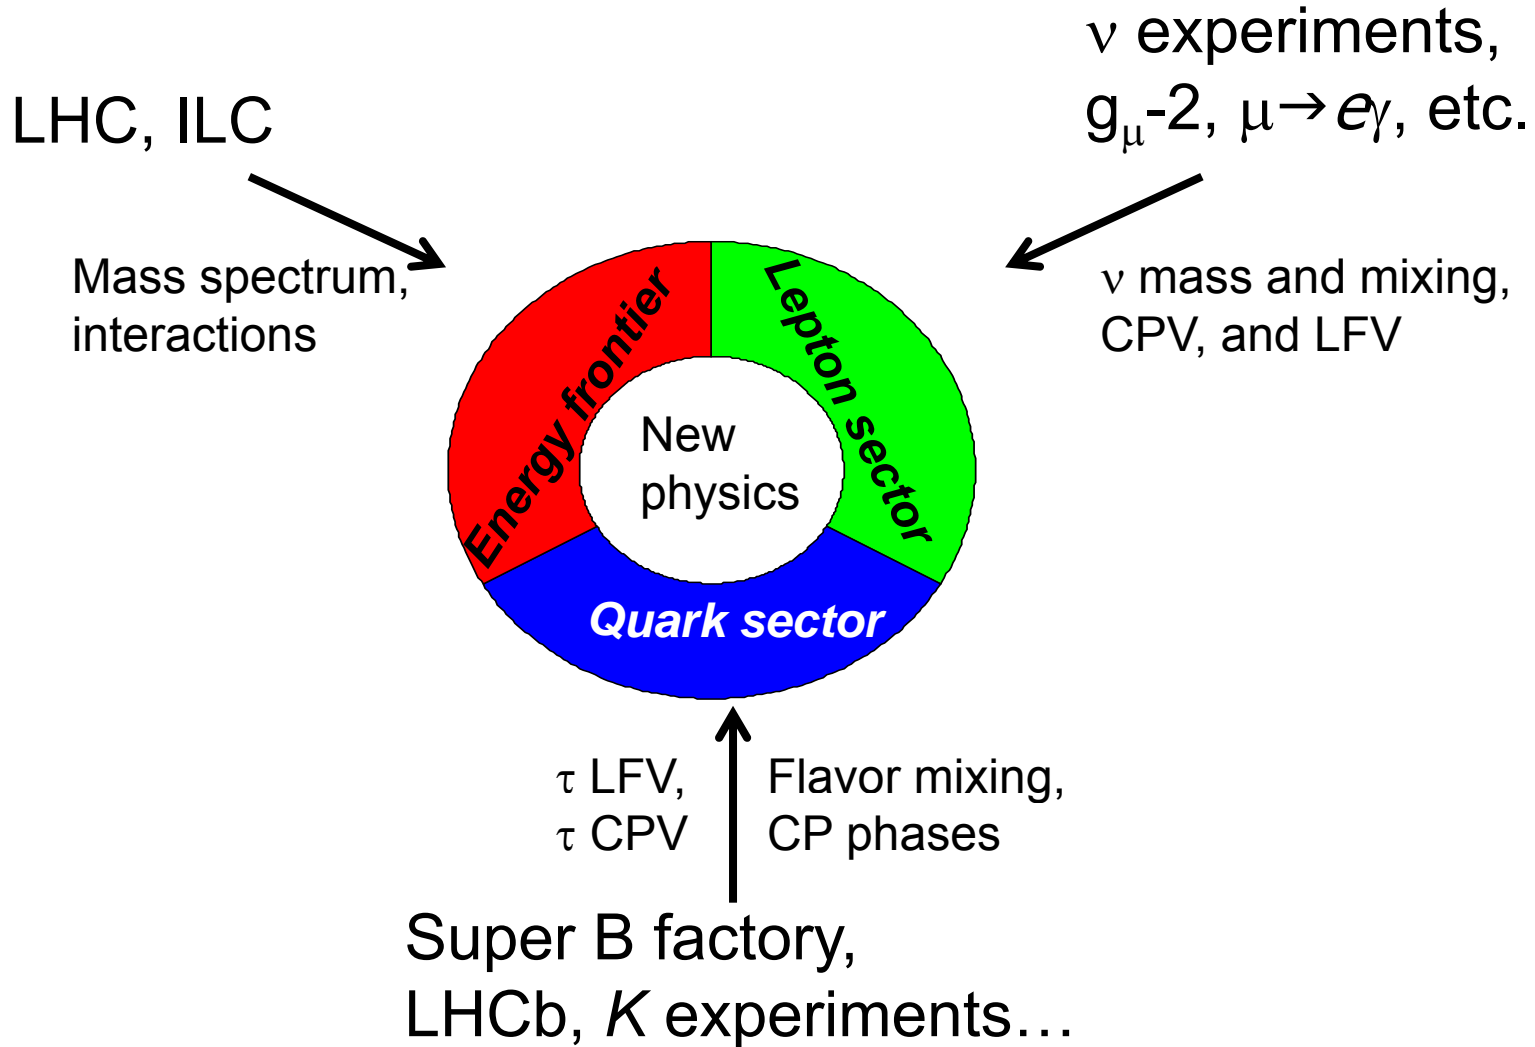 LHC, ILC
ν experiments,
gμ-2, μ→eγ, etc.
Mass spectrum,
interactions
ν mass and mixing,
CPV, and LFV
Energy frontier
Lepton sector
New
physics
Quark sector
τ LFV,
τ CPV
Flavor mixing,
CP phases
Super B factory,
LHCb, K experiments…